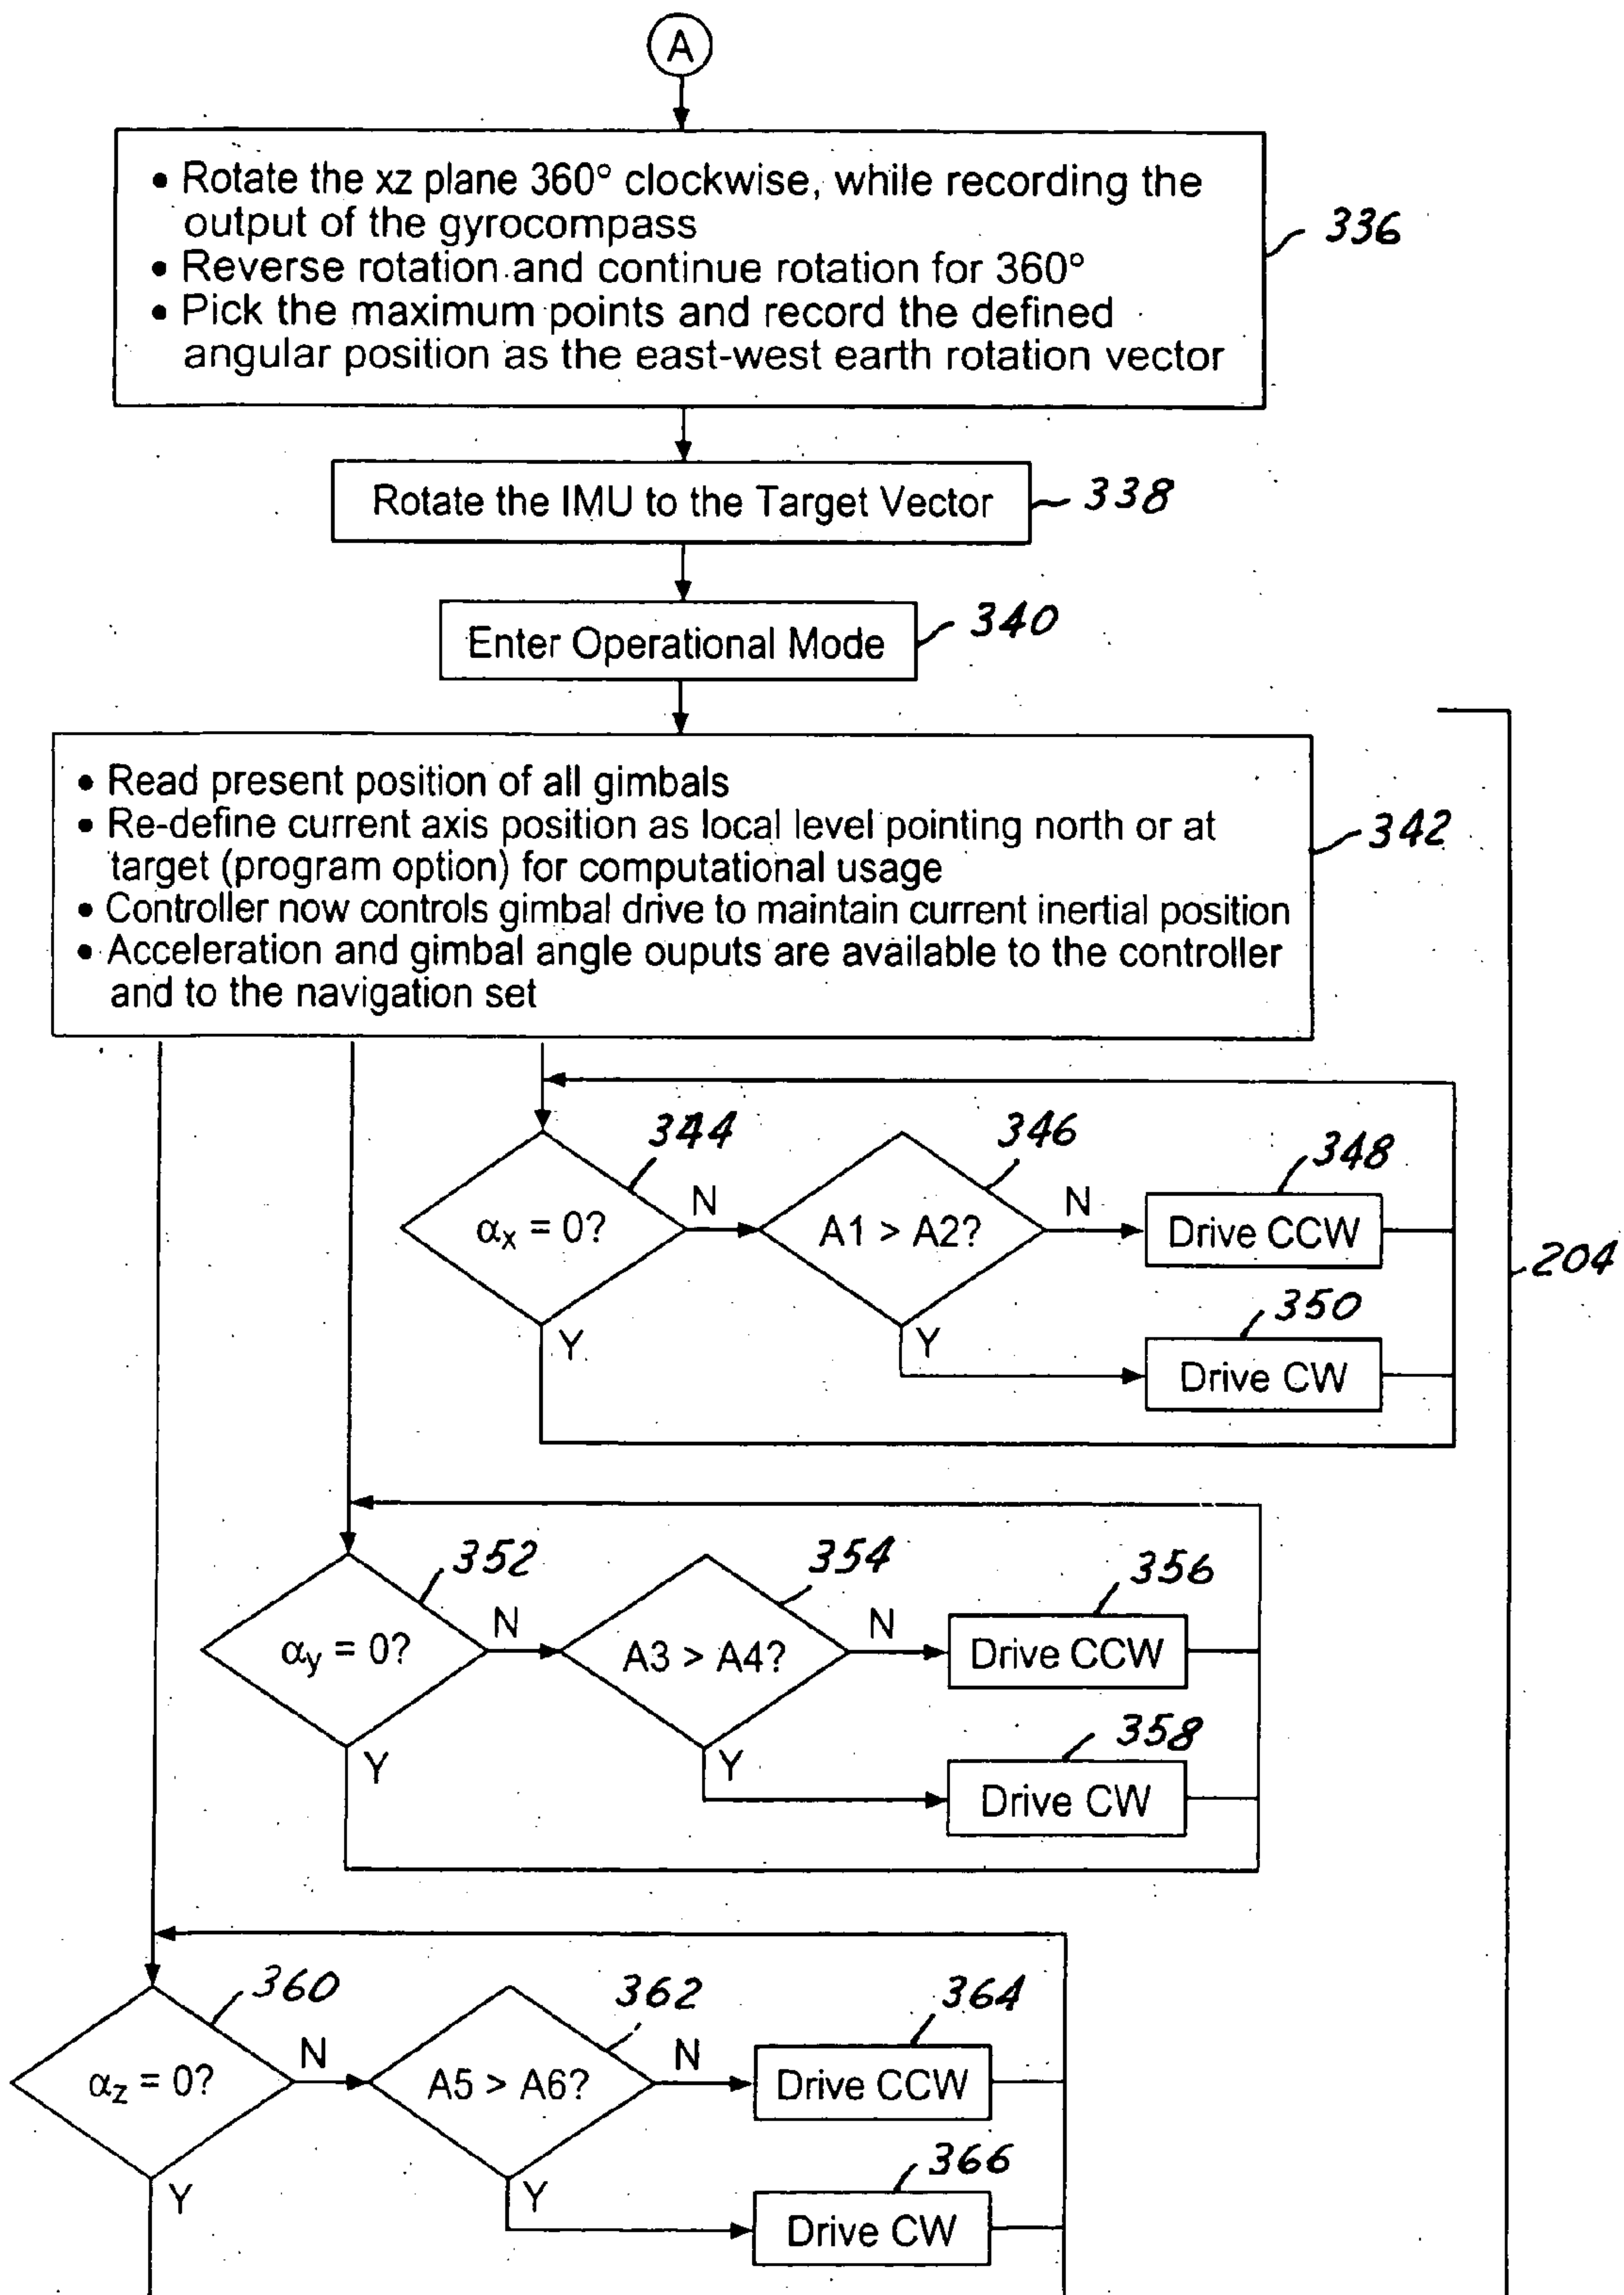 A
• Rotate the xz plane 360° clockwise, while recording the
output of the gyrocompass
• Reverse rotation and continue rotation for 360°
• Pick the maximum points and record the defined
angular position as the east-west earth rotation vector
336
Rotate the IMU to the Target Vector
338
Enter Operational Mode
340
• Read present position of all gimbals
• Re-define current axis position as local level pointing north or at
target (program option) for computational usage
• Controller now controls gimbal drive to maintain current inertial position
• Acceleration and gimbal angle ouputs are available to the controller
and to the navigation set
342
204
344
αx = 0?
N
Y
346
A1 > A2?
N
Y
348
Drive CCW
350
Drive CW
352
αy = 0?
N
Y
354
A3 > A4?
N
Y
356
Drive CCW
358
Drive CW
360
αz = 0?
N
Y
362
A5 > A6?
N
Y
364
Drive CCW
366
Drive CW